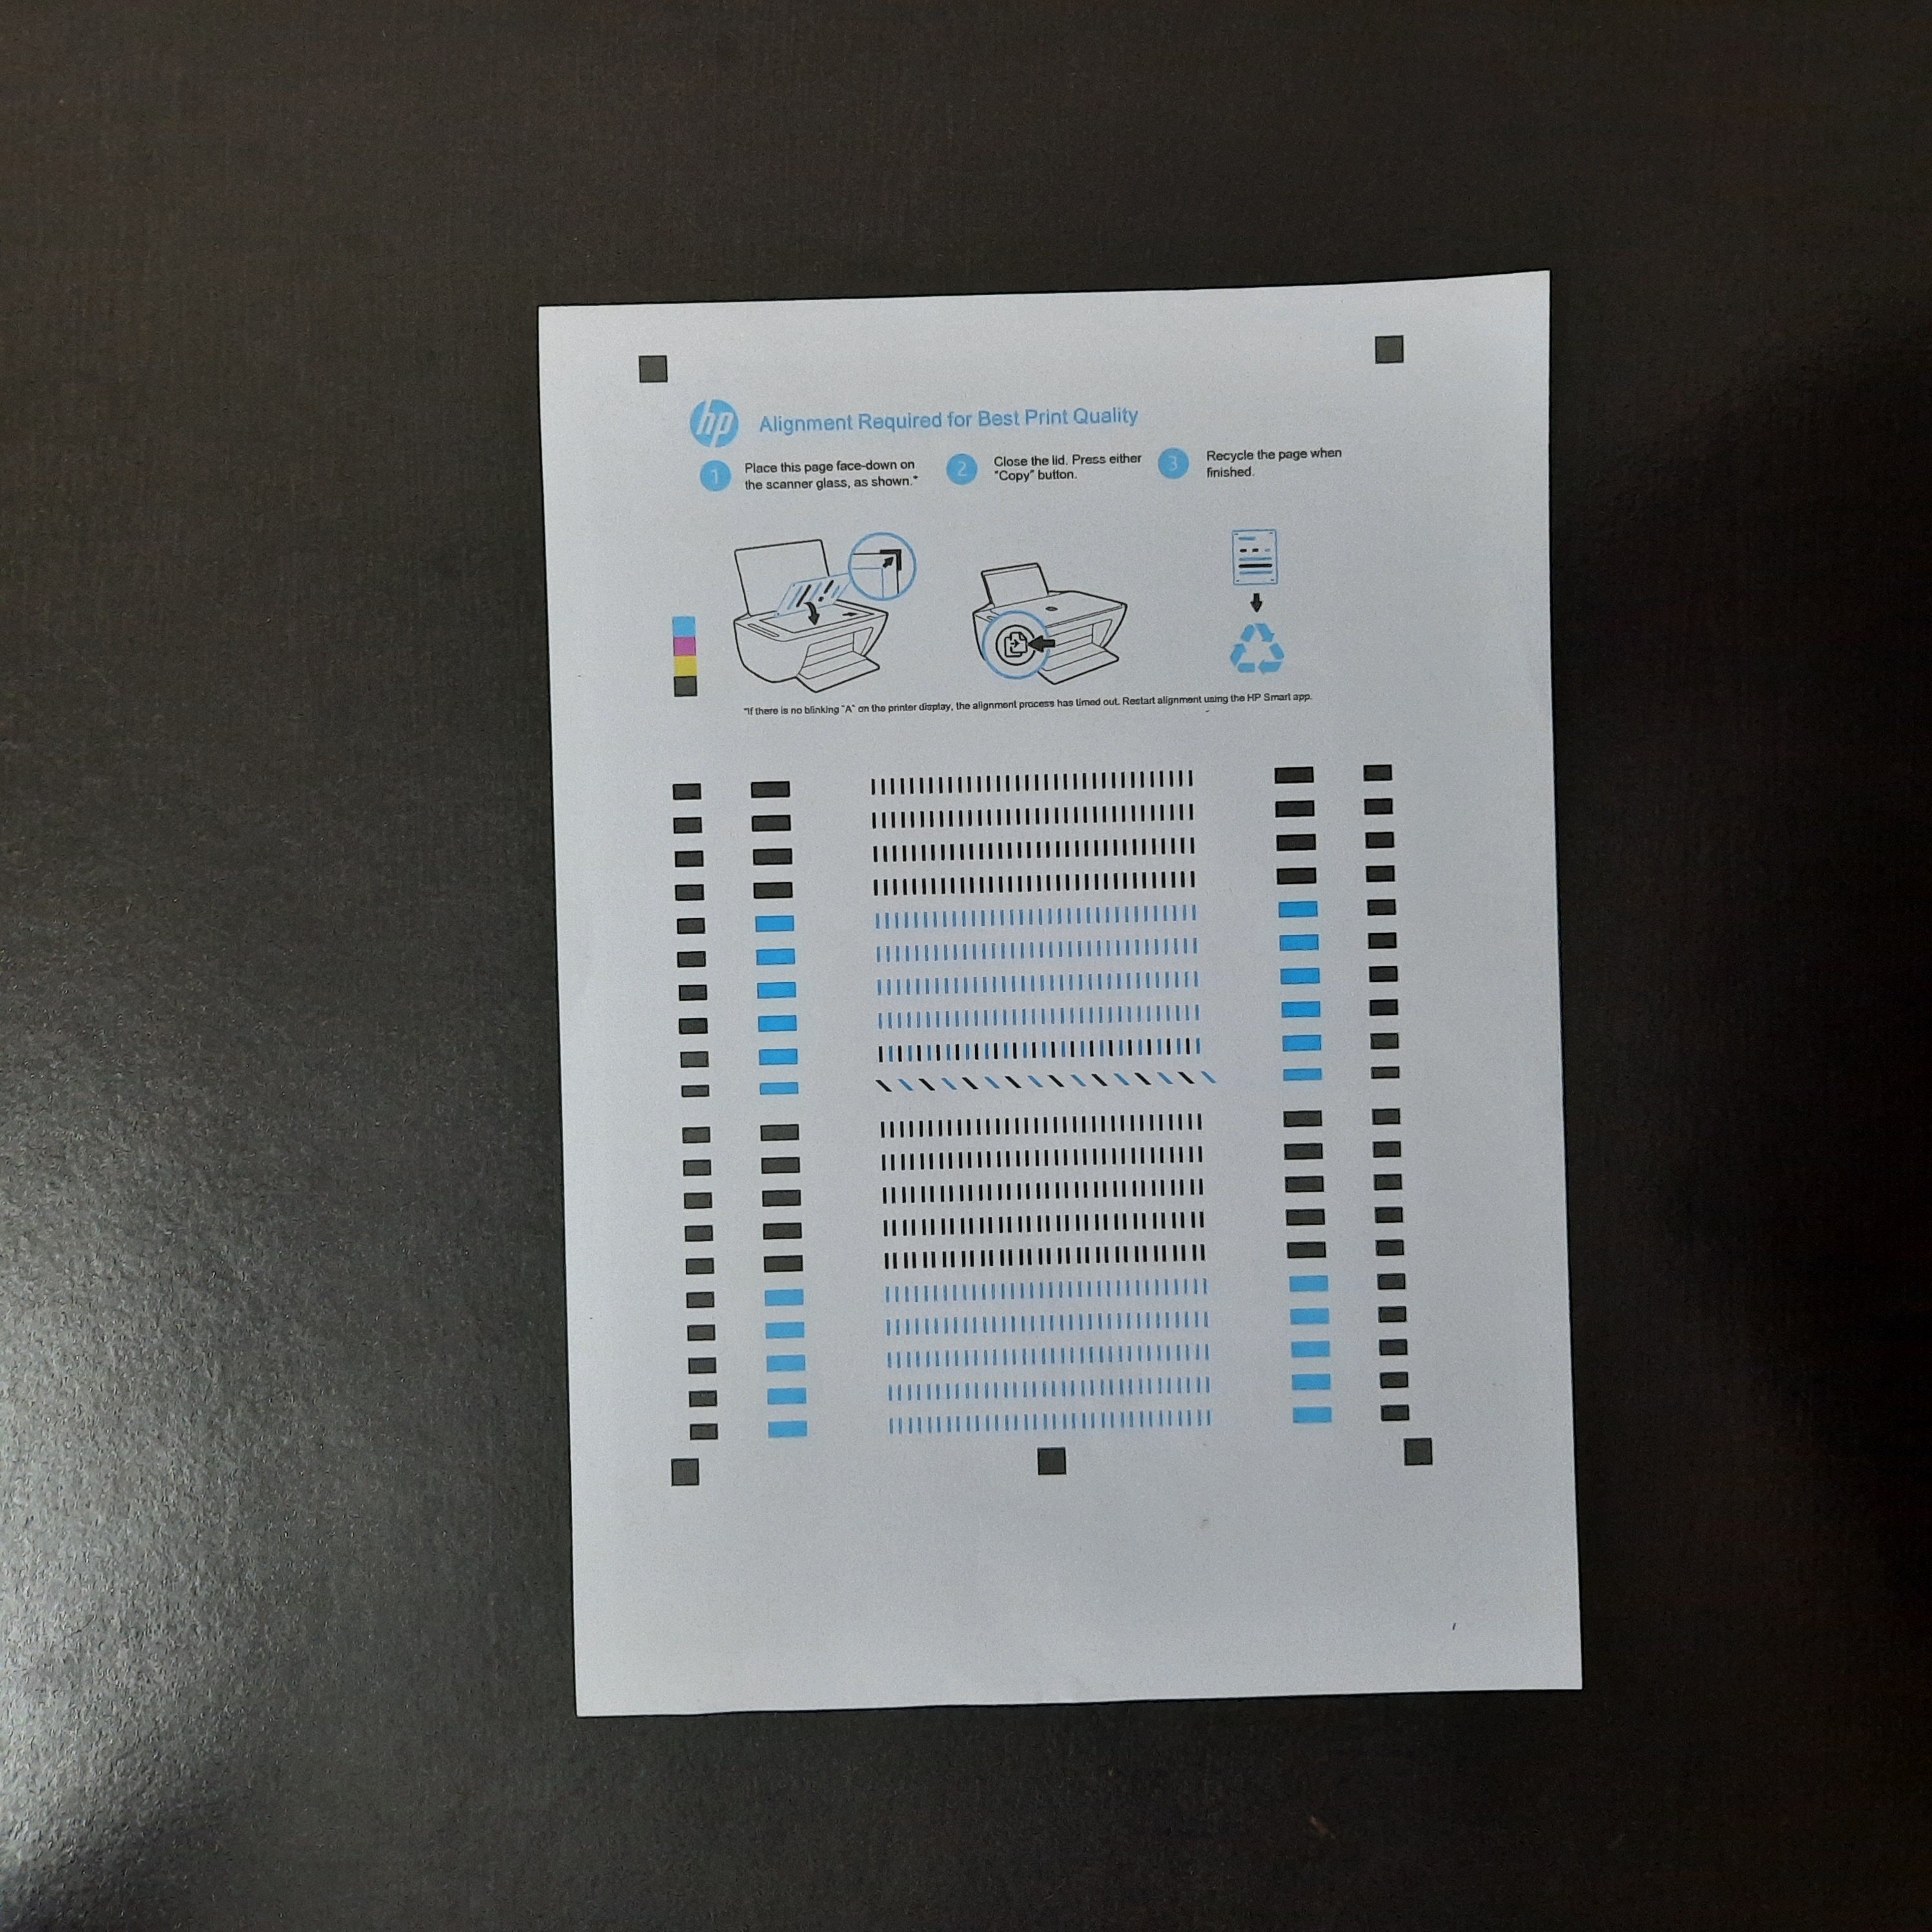 hp Alignment Required for Best Print Quality
1 Place this page face-down on
the scanner glass, as shown.*
2 Close the lid. Press either
"Copy" button.
3 Recycle the page when
finished.
*If there is no blinking "A" on the printer display, the alignment process has timed out. Restart alignment using the HP Smart app.